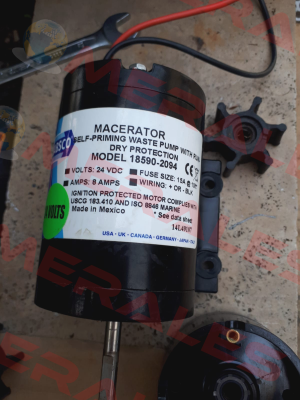 MACERATOR
SELF-PRIMING WASTE PUMP WITH RUN
DRY PROTECTION
MODEL 18590-2094
VOLTS: 24 VDC
FUSE SIZE: 15A
AMPS: 8 AMPS
WIRING: + OR - BLK
IGNITION PROTECTED MOTOR COMPLIES WITH
USCG 183.410 AND ISO 8846 MARINE
Made in Mexico
* See data sheet
USA · UK · CANADA · GERMANY · JAPAN
VOLTS
CE